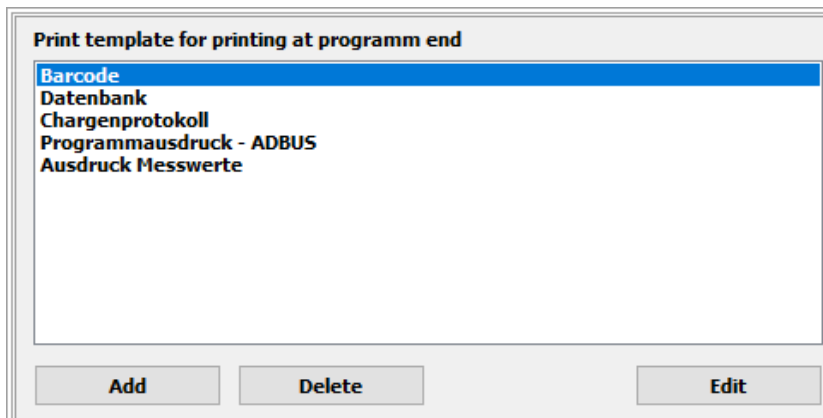 Print template for printing at programm end
Barcode
Datenbank
Chargenprotokoll
Programmausdruck - ADBUS
Ausdruck Messwerte
Add Delete Edit